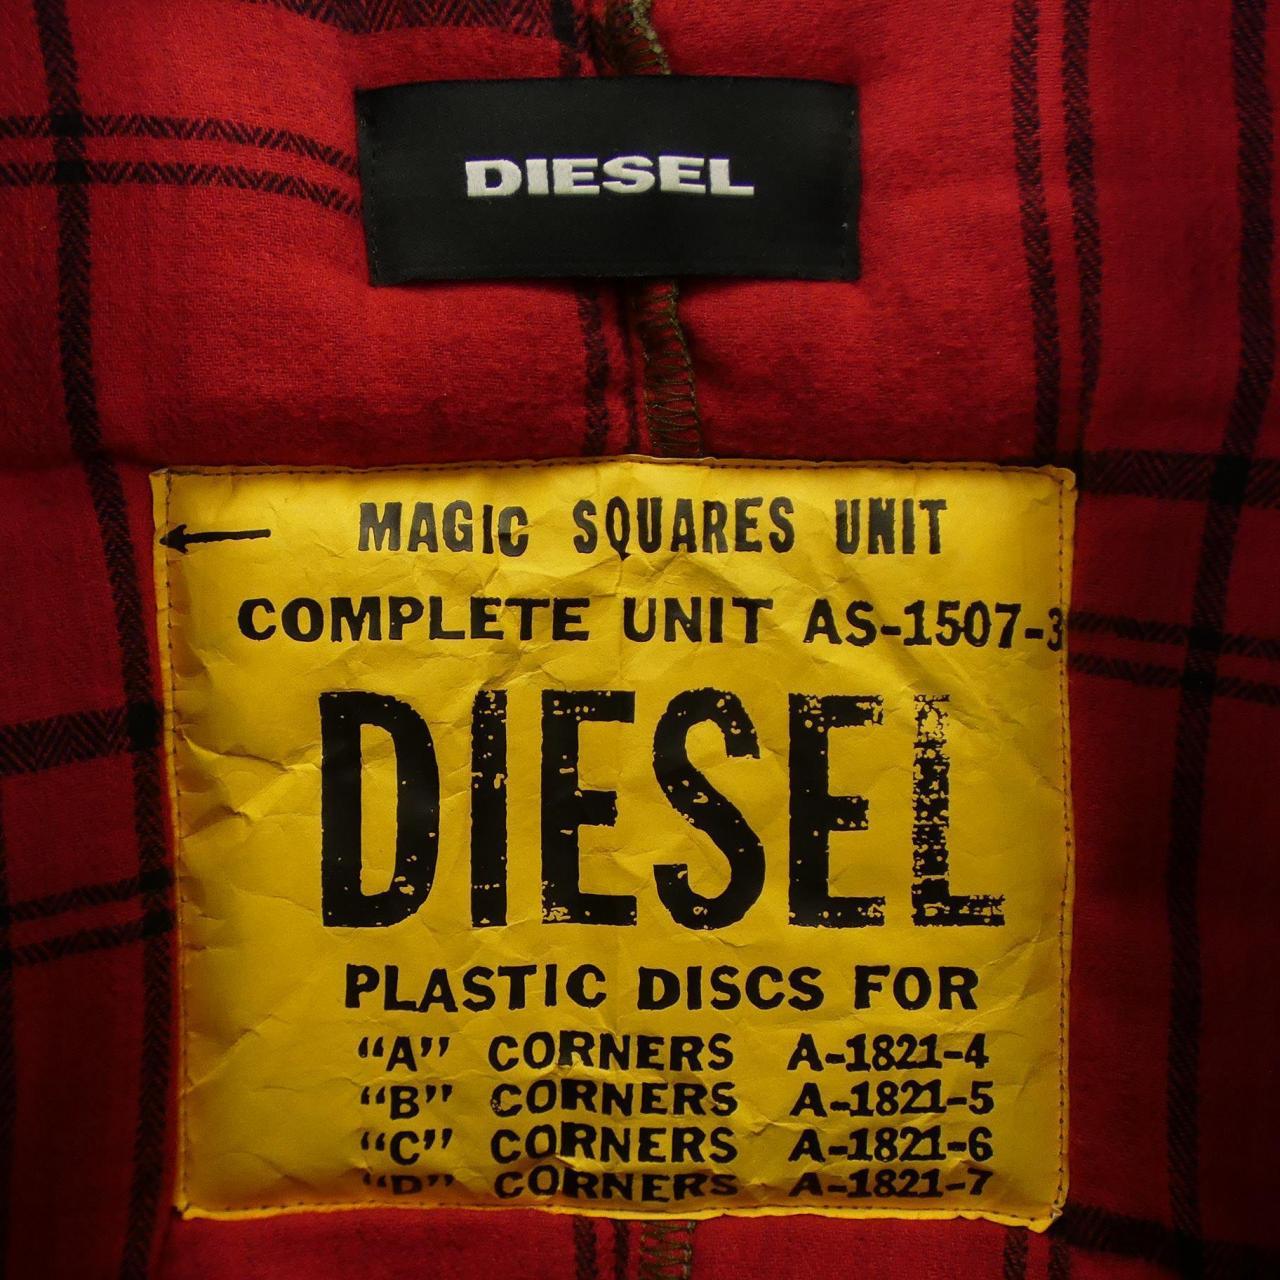 DIESEL
MAGIC SQUARES UNIT
COMPLETE UNIT AS-1507-3
DIESEL
PLASTIC DISCS FOR
“A” CORNERS A-1821-4
“B” CORNERS A-1821-5
“C” CORNERS A-1821-6
“D” CORNERS A-1821-7